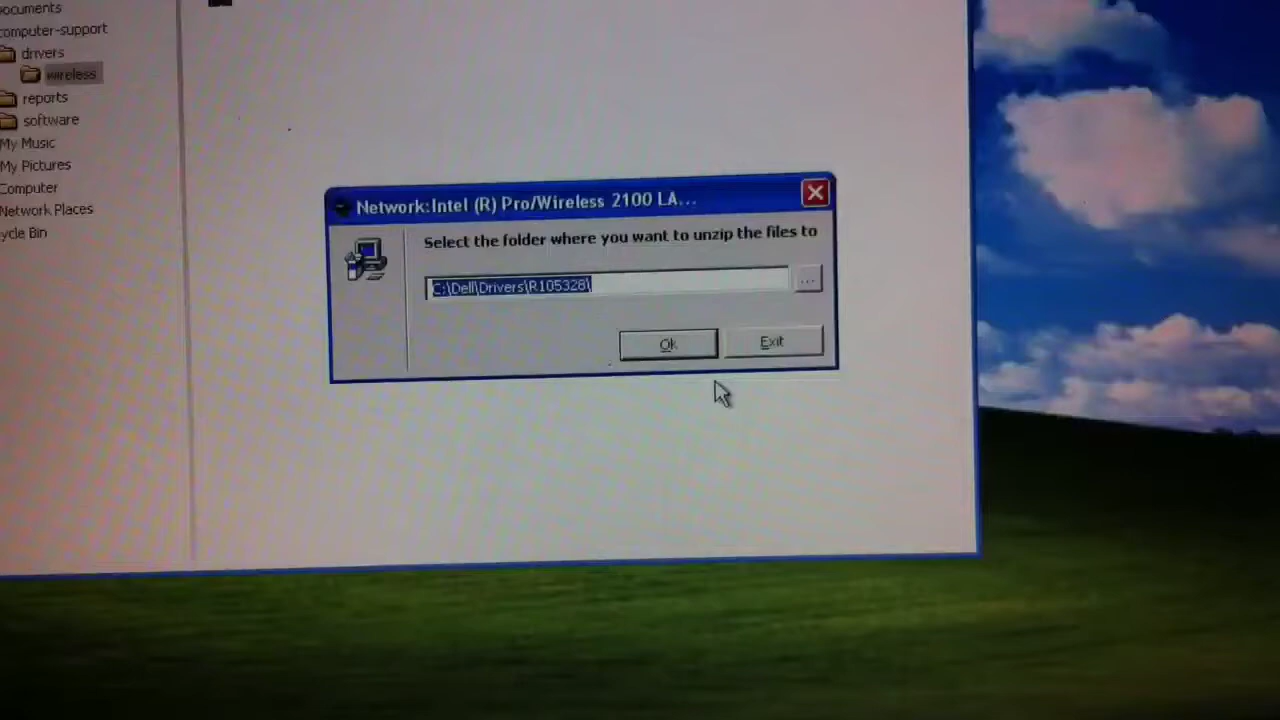 ocuments
omputer-support
drivers
wireless
reports
software
My Music
My Pictures
Computer
Network Places
ycle Bin
Network:Intel (R) Pro/Wireless 2100 LA...
Select the folder where you want to unzip the files to
C:\Dell\Drivers\R105328\
...
Ok
Exit